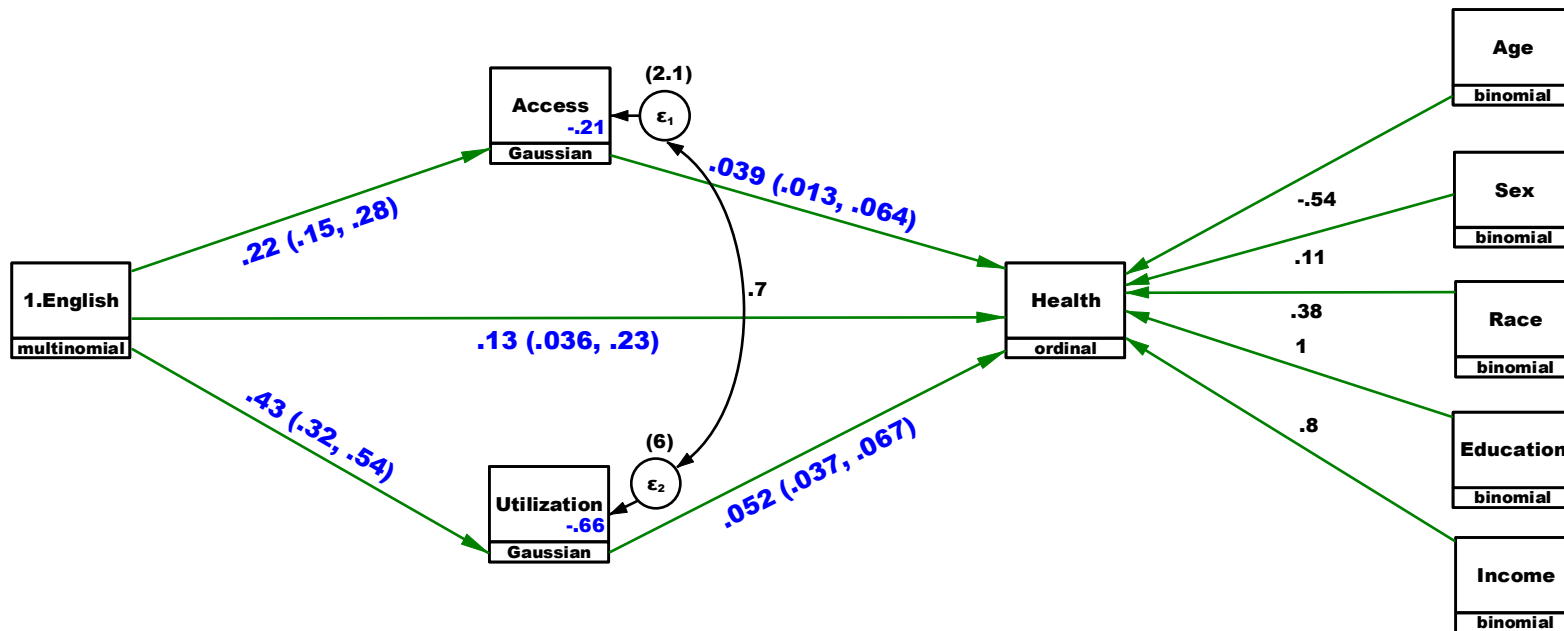 1.English
multinomial
Access
-.21
Gaussian
(2.1)
ε₁
.22 (.15, .28)
.039 (.013, .064)
.7
.13 (.036, .23)
.43 (.32, .54)
Utilization
-.66
Gaussian
(6)
ε₂
.052 (.037, .067)
Health
ordinal
-.54
.11
.38
1
.8
Age
binomial
Sex
binomial
Race
binomial
Education
binomial
Income
binomial